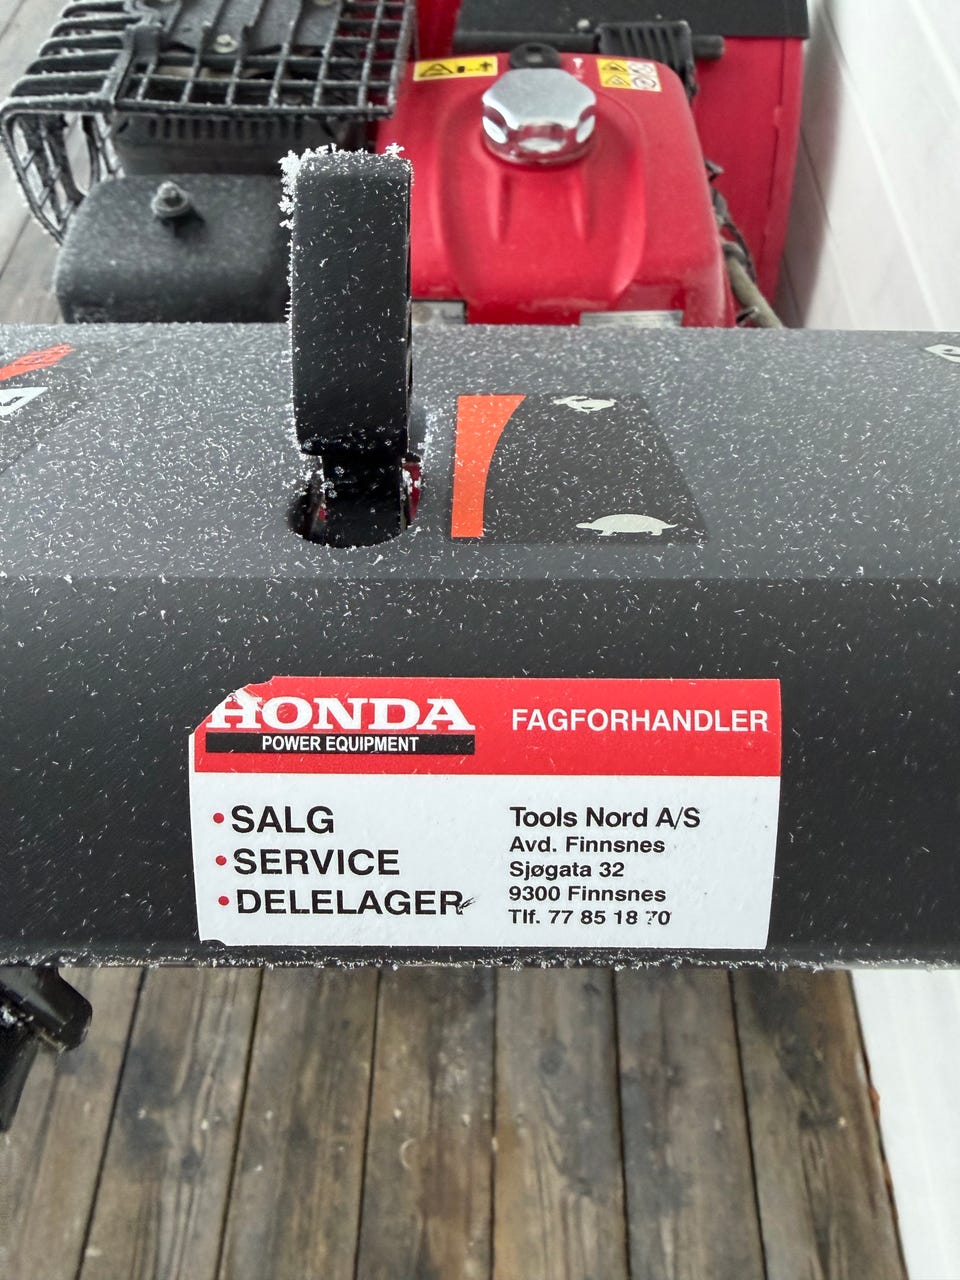 HONDA
POWER EQUIPMENT
FAGFORHANDLER
•SALG
•SERVICE
•DELELAGER
Tools Nord A/S
Avd. Finnsnes
Sjøgata 32
9300 Finnsnes
Tlf. 77 85 18 70